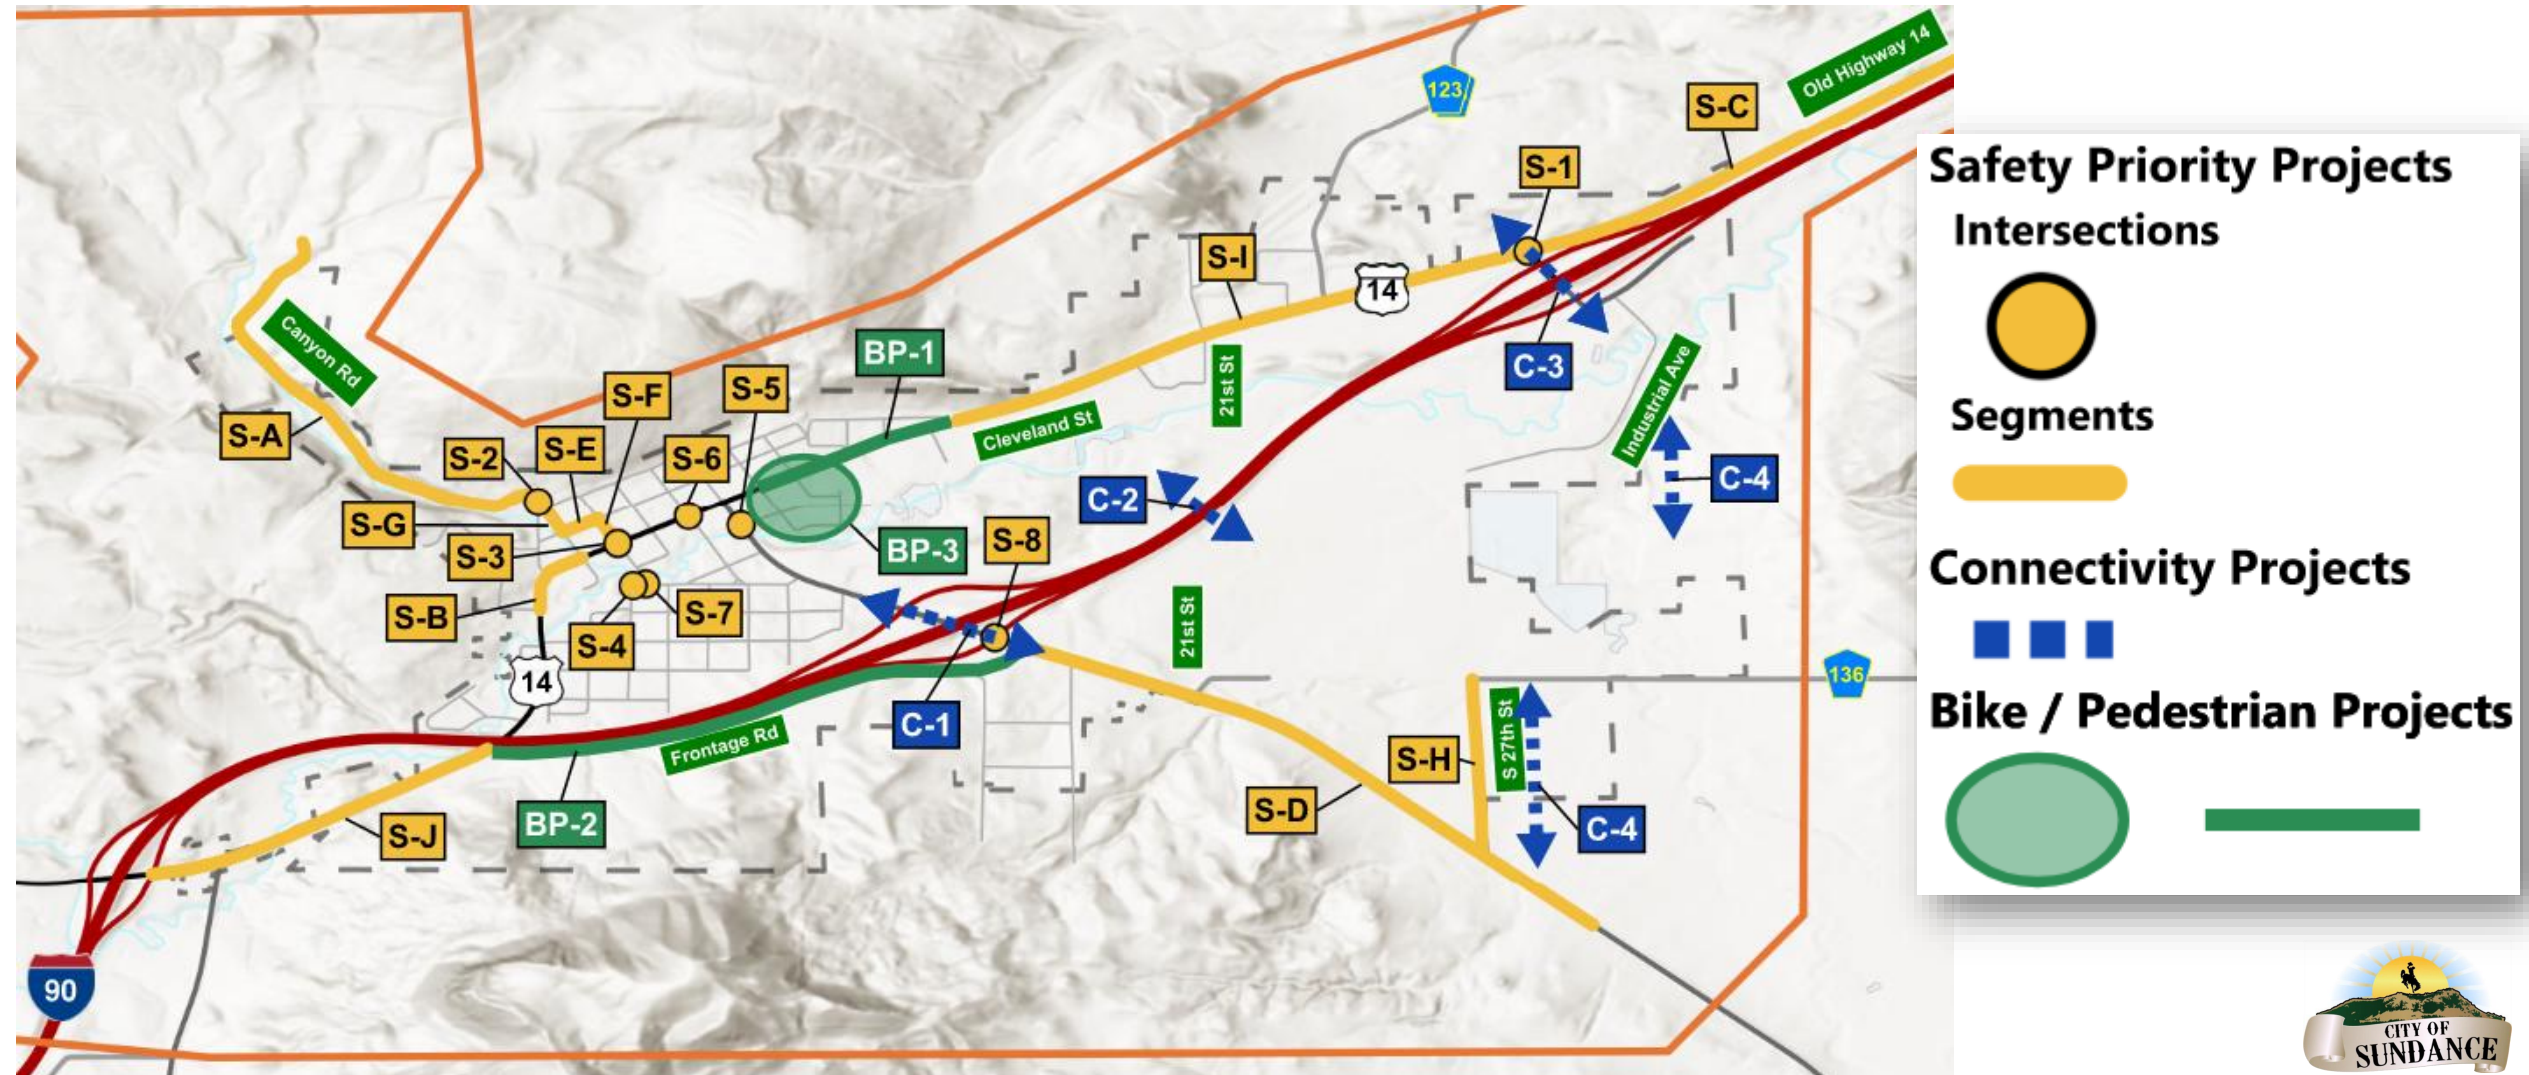 Old Highway 14
123
S-C
S-1
S-I
14
Canyon Rd
BP-1
S-F
S-5
C-3
21st St
Industrial Ave
S-A
S-2
S-E
S-6
Cleveland St
C-2
C-4
S-G
S-3
BP-3
S-8
S-B
S-4
S-7
21st St
14
136
C-1
Frontage Rd
S 27th St
S-H
S-D
C-4
S-J
BP-2
90
Safety Priority Projects
Intersections
Segments
Connectivity Projects
Bike / Pedestrian Projects
CITY OF
SUNDANCE